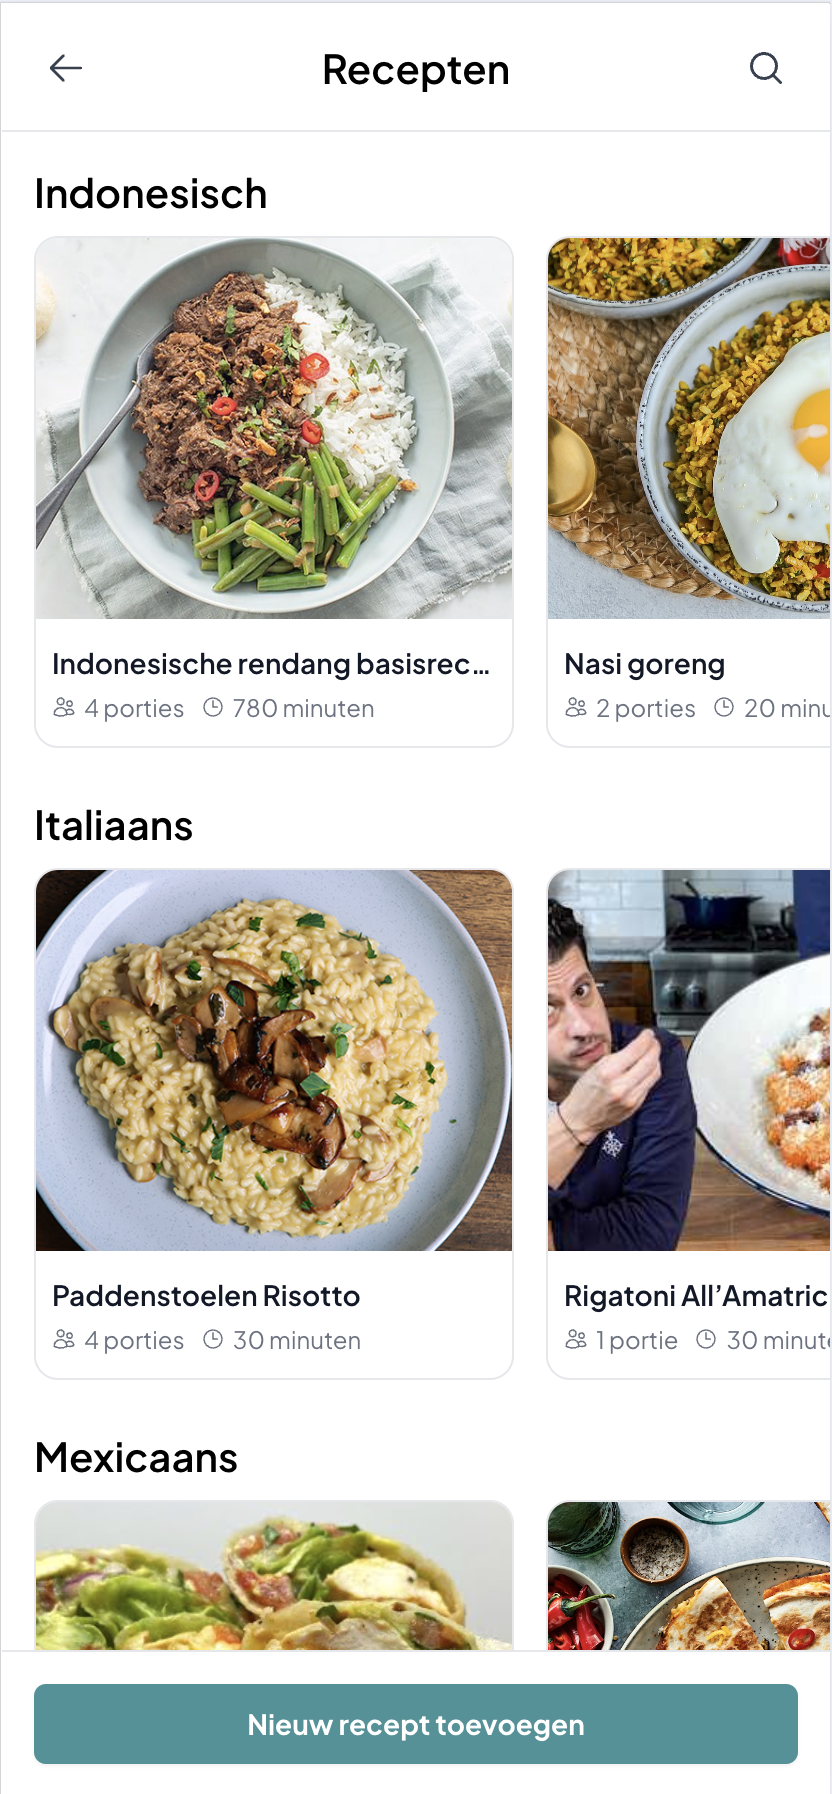 Recepten
Indonesisch
Indonesische rendang basisrec...
4 porties 780 minuten
Nasi goreng
2 porties 20 minu
Italiaans
Paddenstoelen Risotto
4 porties 30 minuten
Rigatoni All’Amatric
1 portie 30 minut
Mexicaans
Nieuw recept toevoegen